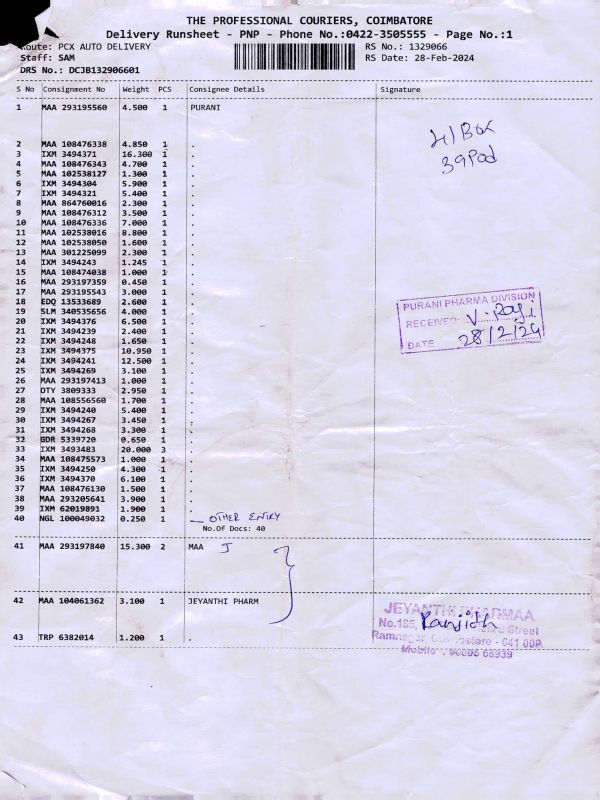 THE PROFESSIONAL COURIERS, COIMBATORE
Delivery Runsheet - PNP - Phone No.:0422-3505555 - Page No.:1
Route: PCX AUTO DELIVERY
RS No.: 1329066
Staff: SAM
RS Date: 28-Feb-2024
DRS No.: DCJB132906601
S No Consignment No Weight PCS Consignee Details Signature
1 MAA 293195560 4.500 1 PURANI
41 Box
39 Pod
2 MAA 108476338 4.850 1 .
3 IXM 3494371 16.300 1 .
4 MAA 108476343 4.700 1 .
5 MAA 102538127 1.300 1 .
6 IXM 3494304 5.900 1 .
7 IXM 3494321 5.400 1 .
8 MAA 864760016 2.300 1 .
9 MAA 108476312 3.500 1 .
10 MAA 108476336 7.000 1 .
11 MAA 102538016 8.800 1 .
12 MAA 102538050 1.600 1 .
13 MAA 301225099 2.300 1 .
14 IXM 3494243 1.245 1 .
15 MAA 108474038 1.000 1 .
16 MAA 293197359 0.450 1 .
17 MAA 293195543 3.000 1 .
18 EDQ 13533689 2.600 1 .
19 SLM 340535656 4.000 1 .
20 IXM 3494376 6.500 1 .
21 IXM 3494239 2.400 1 .
22 IXM 3494248 1.650 1 .
23 IXM 3494375 10.950 1 .
24 IXM 3494241 12.500 1 .
25 IXM 3494269 3.100 1 .
26 MAA 293197413 1.000 1 .
27 OTY 3809333 2.950 1 .
28 MAA 108556560 1.700 1 .
29 IXM 3494240 5.400 1 .
30 IXM 3494267 3.450 1 .
31 IXM 3494268 3.300 1 .
32 GDR 5339720 0.650 1 .
33 IXM 3493483 20.000 3 .
34 MAA 108475573 1.000 1 .
35 IXM 3494250 4.300 1 .
36 IXM 3494370 6.100 1 .
37 MAA 108476130 1.500 1 .
38 MAA 293205641 3.900 1 .
39 IXM 62019891 1.900 1 .
40 NGL 100049032 0.250 1 . OTHER ENTRY
No.Of Docs: 40
PURANI PHARMA DIVISION
RECEIVED V. Raji
DATE 28/2/24
41 MAA 293197840 15.300 2 MAA J
42 MAA 104061362 3.100 1 JEYANTHI PHARM
43 TRP 6382014 1.200 1 .
JEYANTHI PHARMAA
Ranjith
No.185, Street
Ramnagar, Coimbatore - 641 009
Mobile :